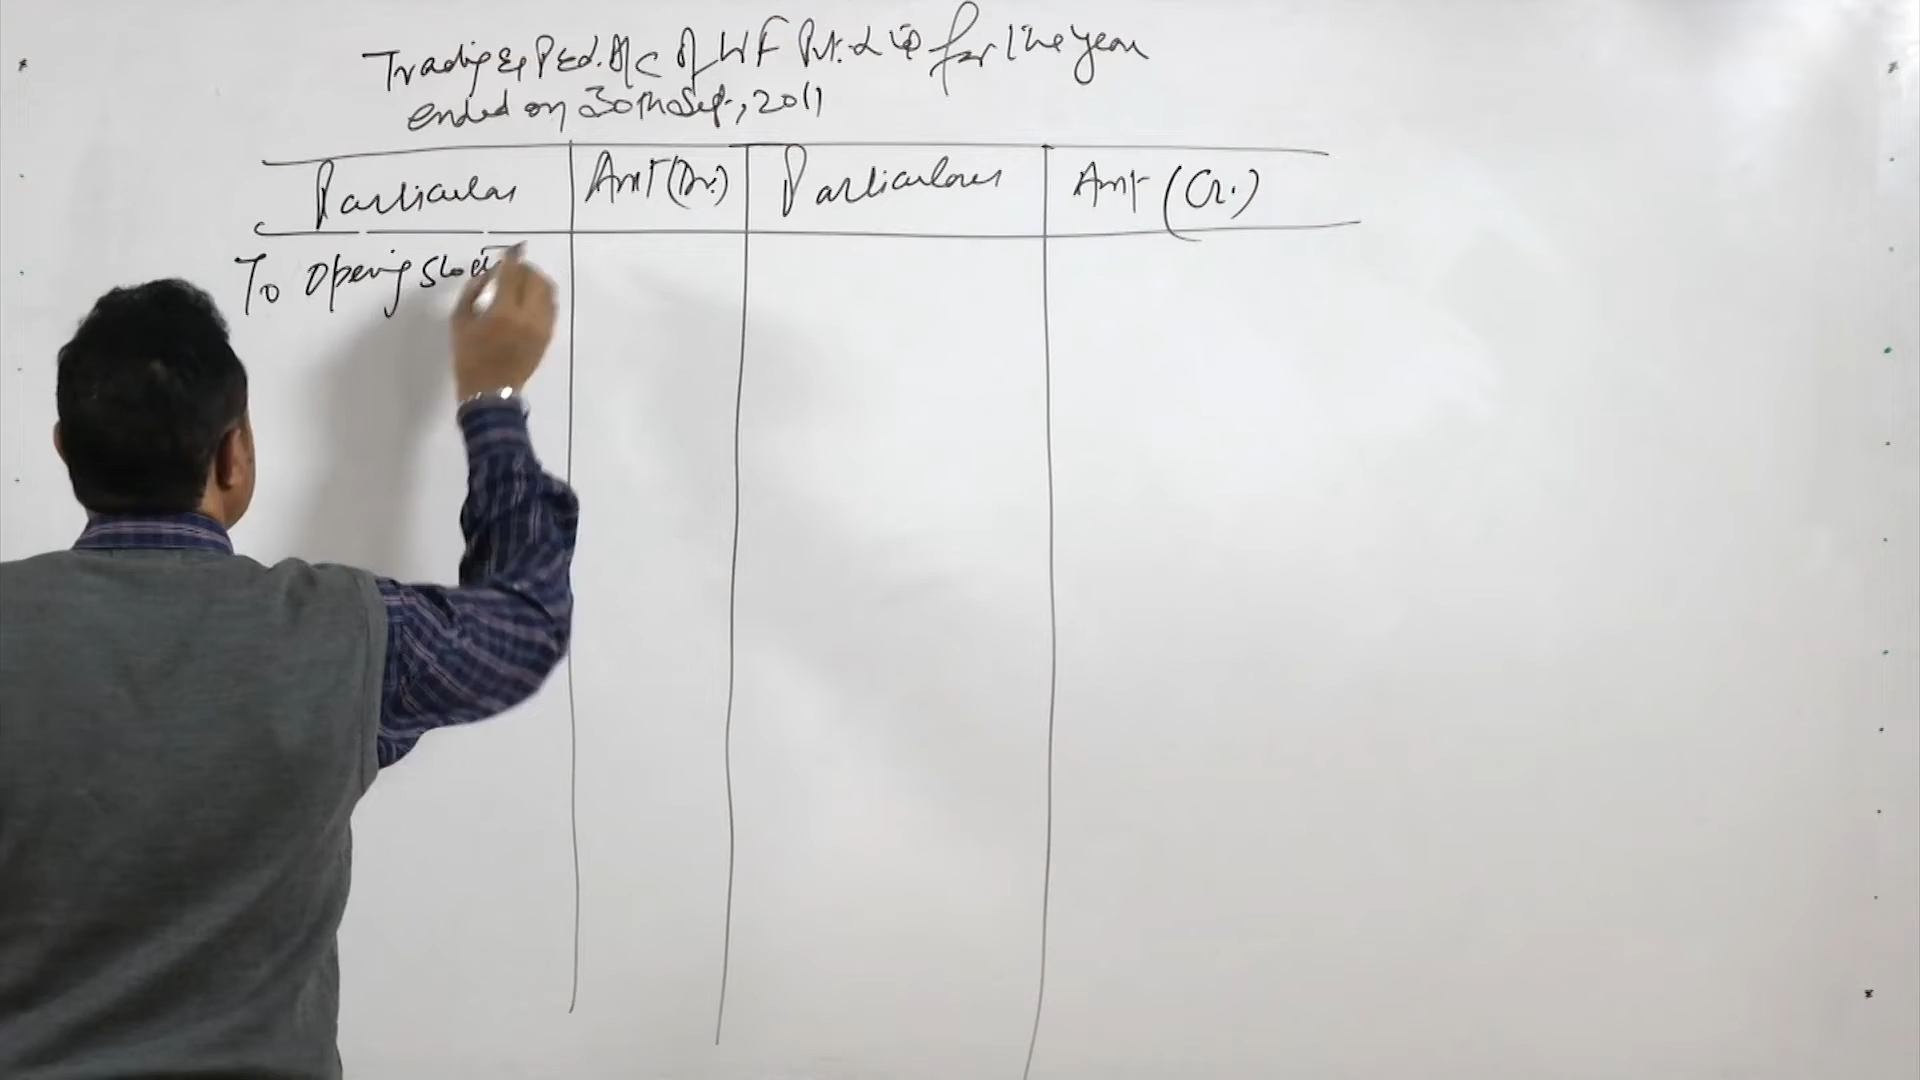 Trading & P&L A/c of WF Pvt. Ltd for the year
ended on 30th Sep, 2011
Particulars Amt (Dr.) Particulars Amt (Cr.)
To Opening Stock